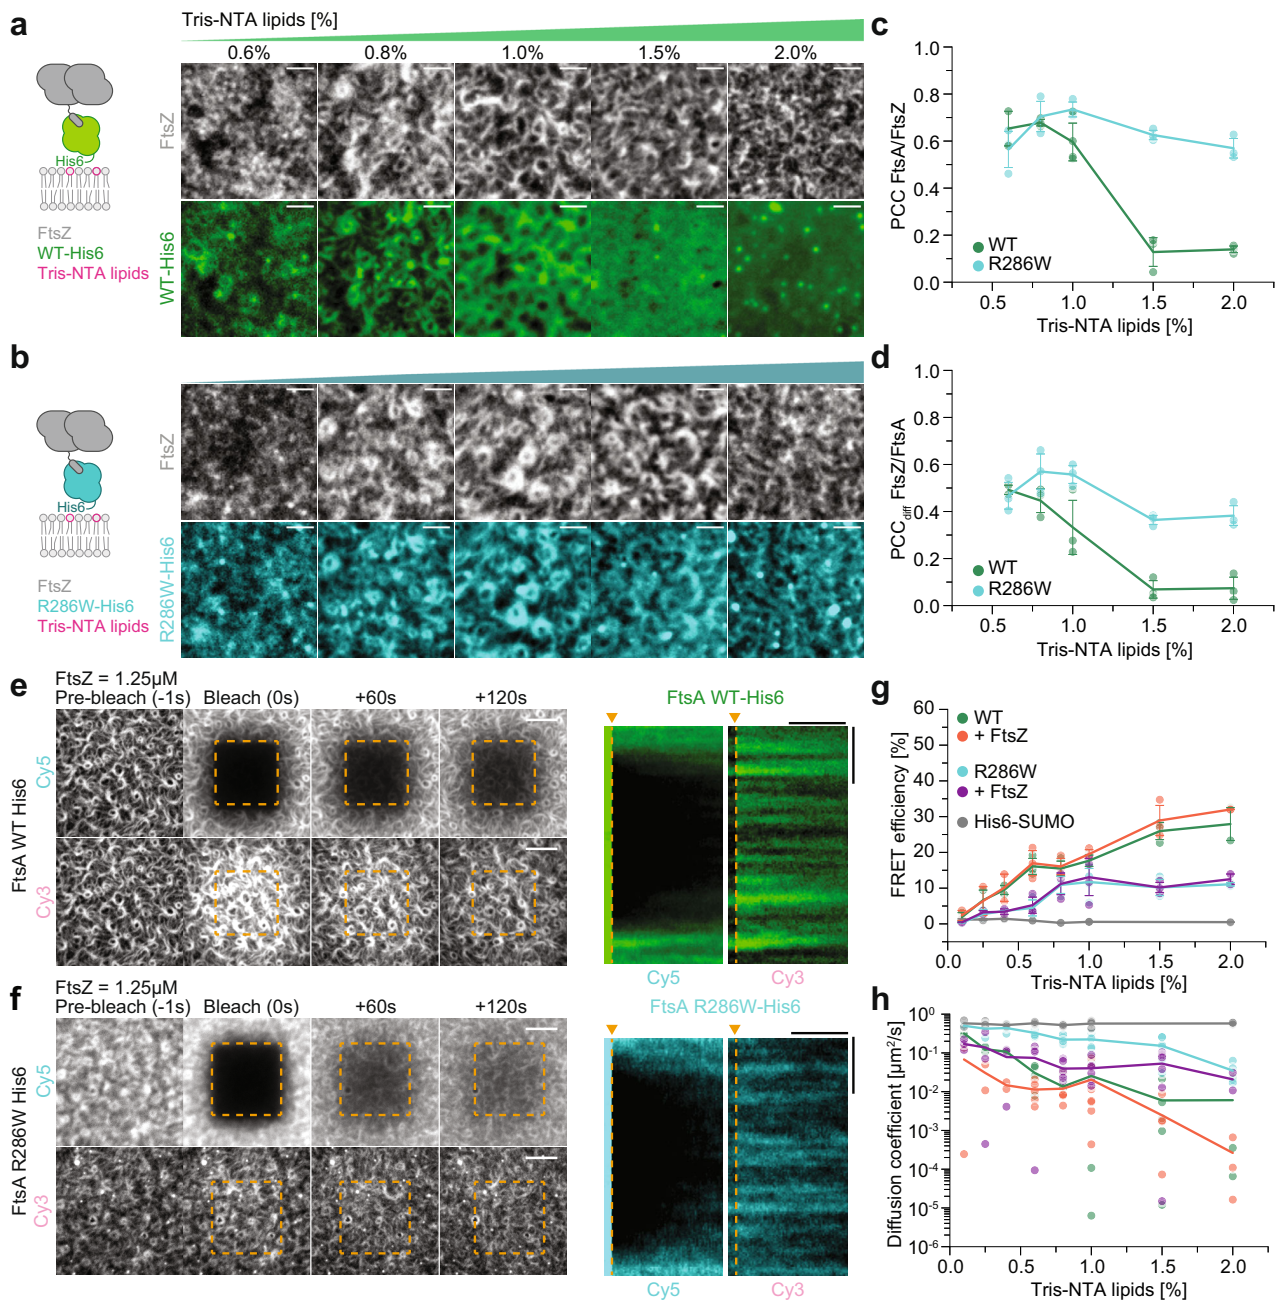 a
Tris-NTA lipids [%]
0.6% 0.8% 1.0% 1.5% 2.0%
FtsZ
WT-His6
His6
FtsZ
WT-His6
Tris-NTA lipids
b
FtsZ
R286W-His6
His6
FtsZ
R286W-His6
Tris-NTA lipids
c
PCC FtsA/FtsZ
1.0
0.8
0.6
0.4
0.2
0.0
WT
R286W
0.5 1.0 1.5 2.0
Tris-NTA lipids [%]
d
PCCdiff FtsZ/FtsA
1.0
0.8
0.6
0.4
0.2
0.0
WT
R286W
0.5 1.0 1.5 2.0
Tris-NTA lipids [%]
e
FtsZ = 1.25µM
Pre-bleach (-1s) Bleach (0s) +60s +120s
FtsA WT His6
Cy5
Cy3
FtsA WT-His6
Cy5 Cy3
f
FtsZ = 1.25µM
Pre-bleach (-1s) Bleach (0s) +60s +120s
FtsA R286W His6
Cy5
Cy3
FtsA R286W-His6
Cy5 Cy3
g
FRET efficiency [%]
60
50
40
30
20
10
0
WT
+ FtsZ
R286W
+ FtsZ
His6-SUMO
0.0 0.5 1.0 1.5 2.0
Tris-NTA lipids [%]
h
Diffusion coefficient [µm²/s]
10⁰
10⁻¹
10⁻²
10⁻³
10⁻⁴
10⁻⁵
10⁻⁶
0.0 0.5 1.0 1.5 2.0
Tris-NTA lipids [%]